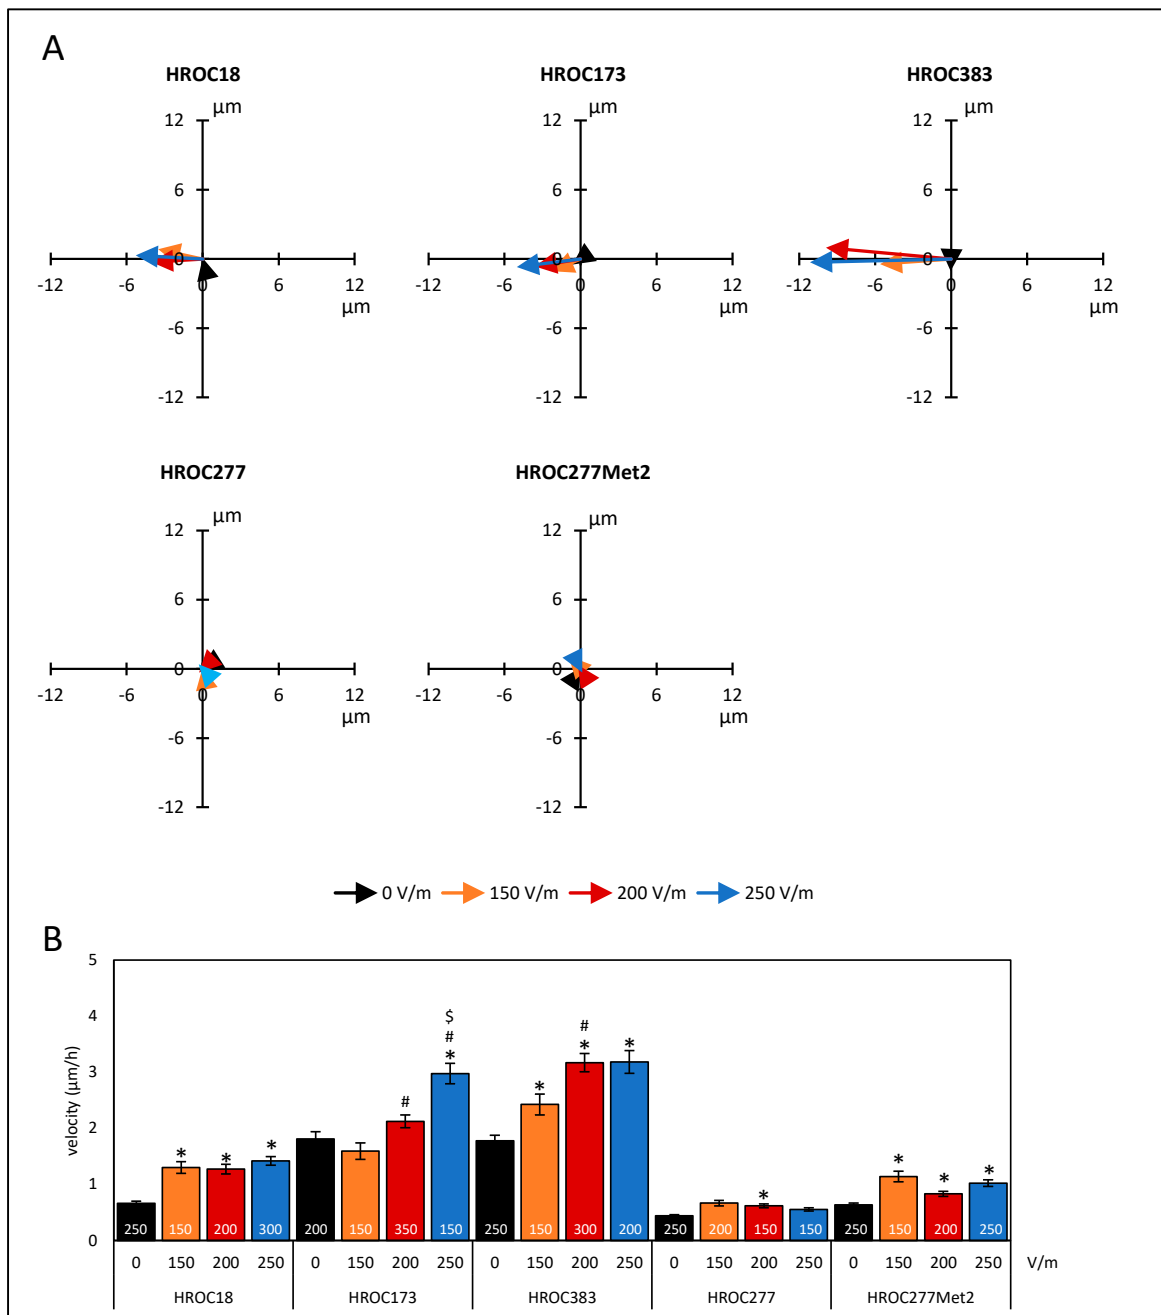 A
HROC18
HROC173
HROC383
µm
µm
µm
12
12
12
6
6
6
-12 -6 0 0 6 12
-12 -6 0 0 6 12
-12 -6 0 0 6 12
µm
µm
µm
-6
-6
-6
-12
-12
-12
HROC277
HROC277Met2
µm
µm
12
12
6
6
-12 -6 0 0 6 12
-12 -6 0 0 6 12
µm
µm
-6
-6
-12
-12
0 V/m 150 V/m 200 V/m 250 V/m
B
velocity (µm/h)
5
4
3
2
1
0
* * *
# $ # *
* # * *
*
* * *
250 150 200 300 200 150 350 150 250 150 300 200 250 200 150 150 250 150 200 250
0 150 200 250 0 150 200 250 0 150 200 250 0 150 200 250 0 150 200 250 V/m
HROC18 HROC173 HROC383 HROC277 HROC277Met2